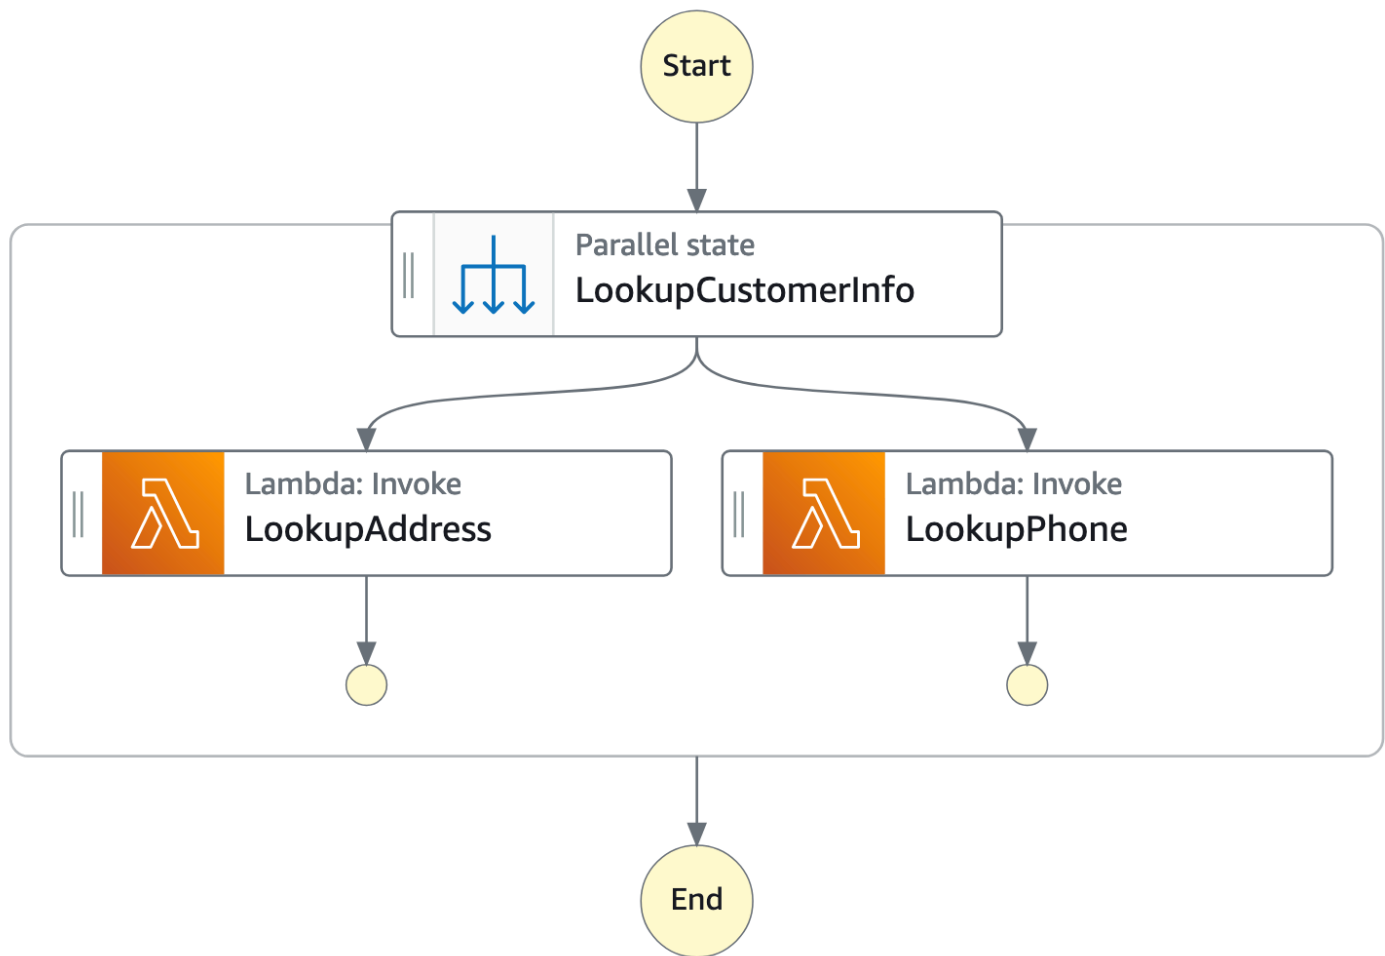 Start
Parallel state
LookupCustomerInfo
Lambda: Invoke
LookupAddress
Lambda: Invoke
LookupPhone
End